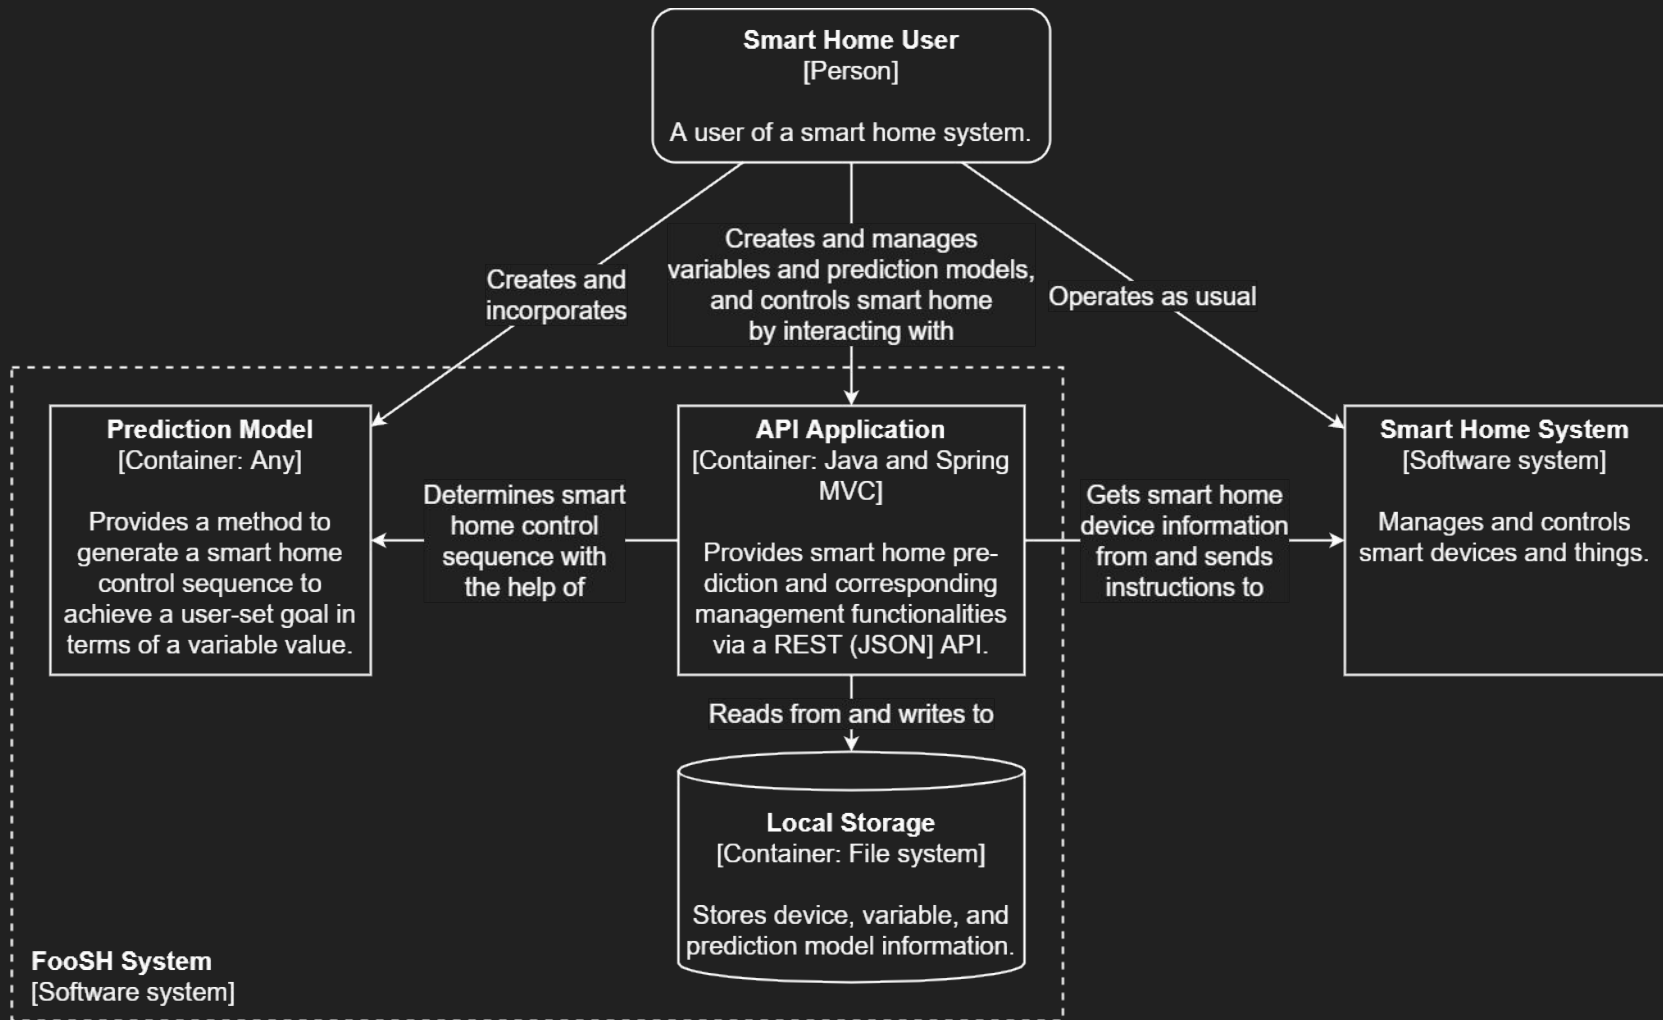 Smart Home User
[Person]
A user of a smart home system.
Creates and
incorporates
Creates and manages
variables and prediction models,
and controls smart home
by interacting with
Operates as usual
Prediction Model
[Container: Any]
Provides a method to
generate a smart home
control sequence to
achieve a user-set goal in
terms of a variable value.
Determines smart
home control
sequence with
the help of
API Application
[Container: Java and Spring
MVC]
Provides smart home pre-
diction and corresponding
management functionalities
via a REST (JSON] API.
Gets smart home
device information
from and sends
instructions to
Smart Home System
[Software system]
Manages and controls
smart devices and things.
Reads from and writes to
Local Storage
[Container: File system]
Stores device, variable, and
prediction model information.
FooSH System
[Software system]